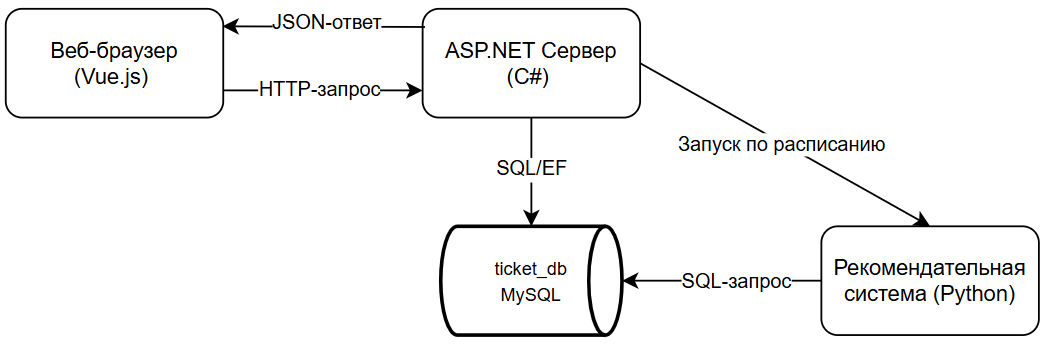 JSON-ответ
Веб-браузер
(Vue.js)
ASP.NET Сервер
(C#)
HTTP-запрос
Запуск по расписанию
SQL/EF
ticket_db
MySQL
SQL-запрос
Рекомендательная
система (Python)